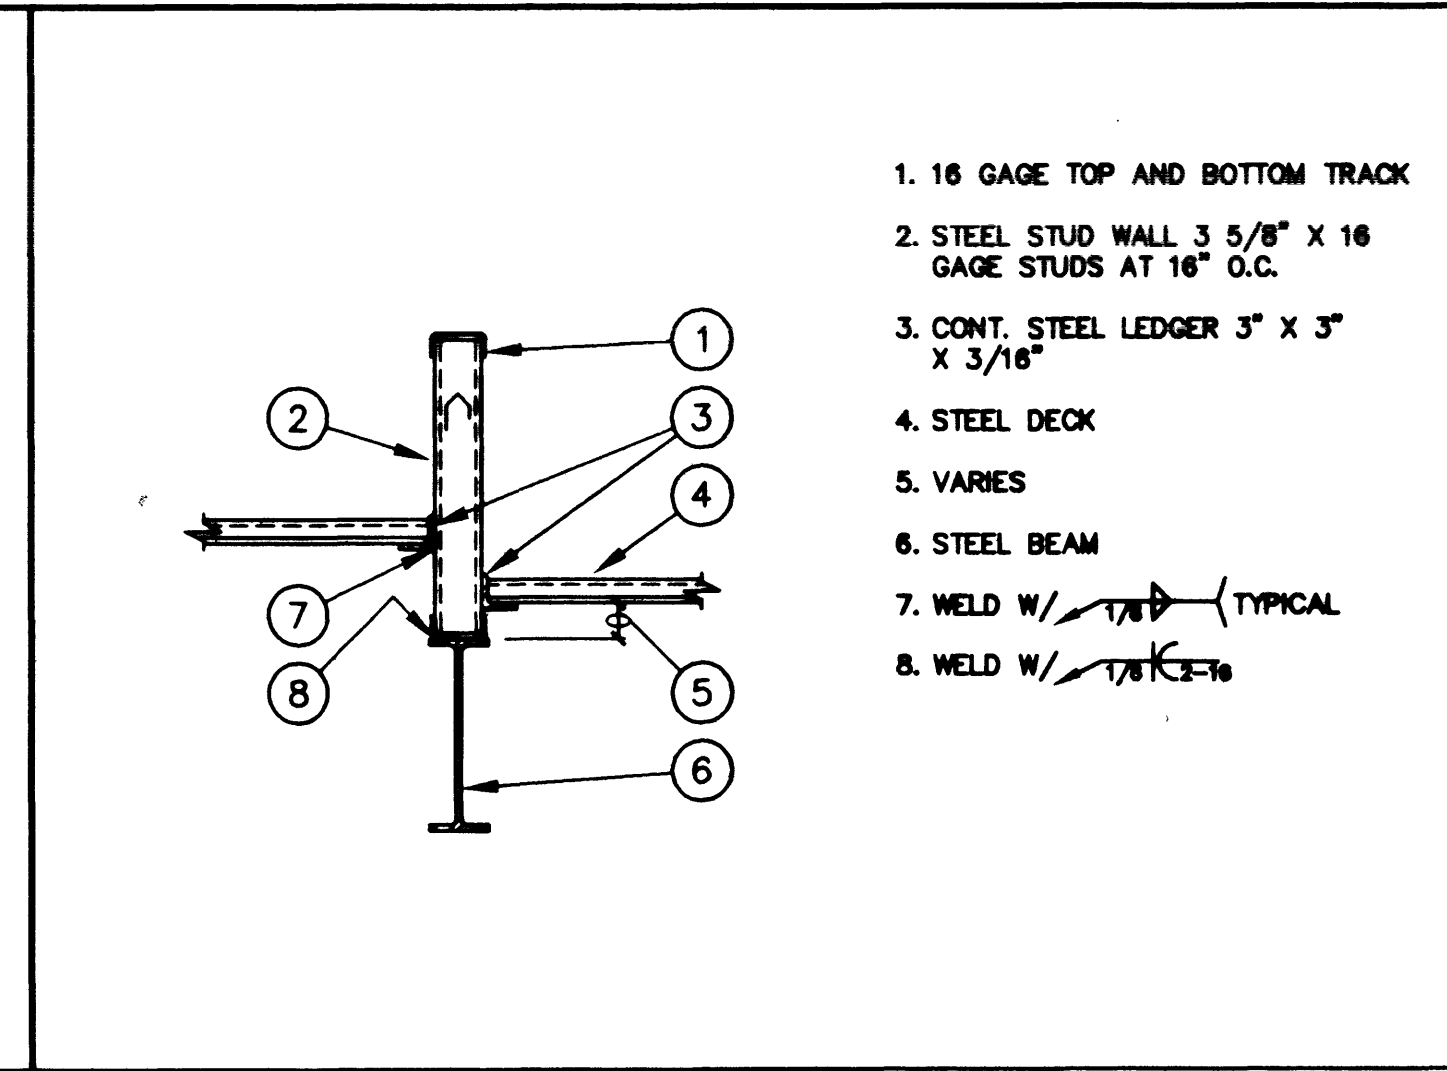 1. 16 GAGE TOP AND BOTTOM TRACK
2. STEEL STUD WALL 3 5/8" X 16
GAGE STUDS AT 16" O.C.
3. CONT. STEEL LEDGER 3" X 3"
X 3/16"
4. STEEL DECK
5. VARIES
6. STEEL BEAM
7. WELD W/ 1/8 TYPICAL
8. WELD W/ 1/8 2-16
1
2
3
4
7
8
5
6